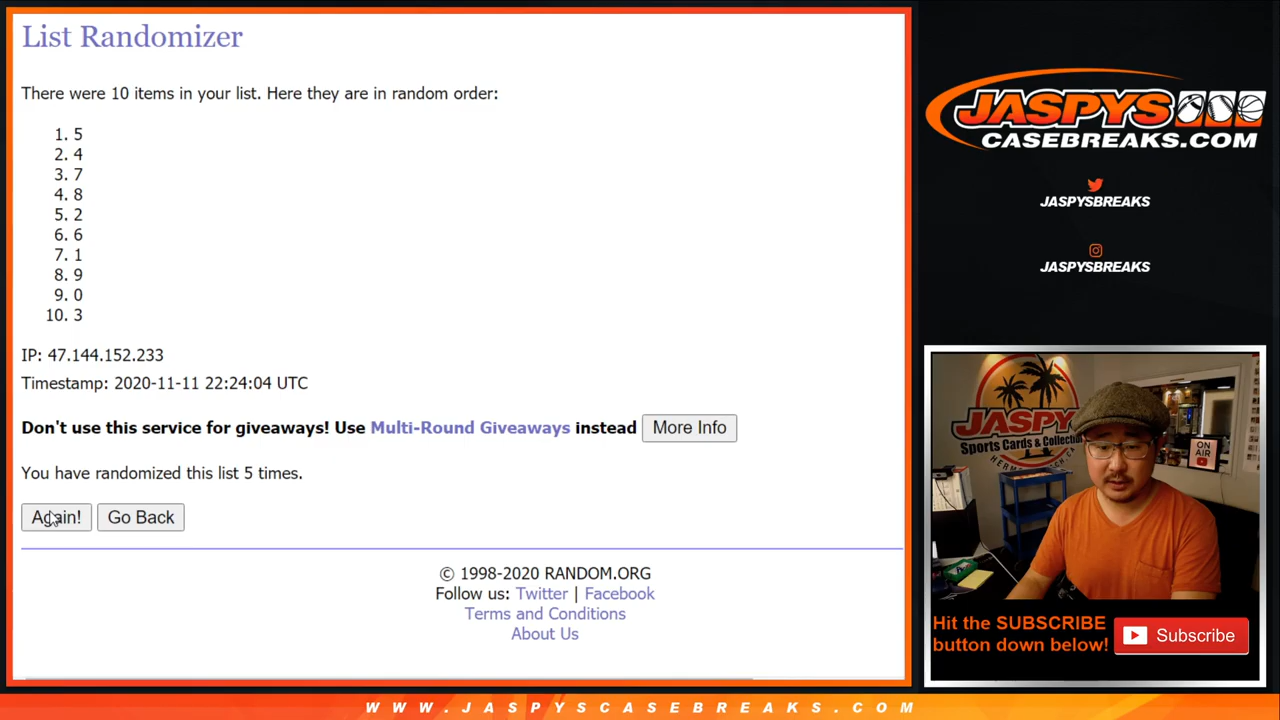 List Randomizer
There were 10 items in your list. Here they are in random order:
1. 5
2. 4
3. 7
4. 8
5. 2
6. 6
7. 1
8. 9
9. 0
10. 3
IP: 47.144.152.233
Timestamp: 2020-11-11 22:24:04 UTC
Don't use this service for giveaways! Use Multi-Round Giveaways instead More Info
You have randomized this list 5 times.
Again! Go Back
© 1998-2020 RANDOM.ORG
Follow us: Twitter | Facebook
Terms and Conditions
About Us
JASPYS
CASEBREAKS.COM
JASPYSBREAKS
JASPYSBREAKS
JASPY
Sports Cards &
ON
AIR
Hit the SUBSCRIBE
button down below!
Subscribe
WWW.JASPYSCASEBREAKS.COM